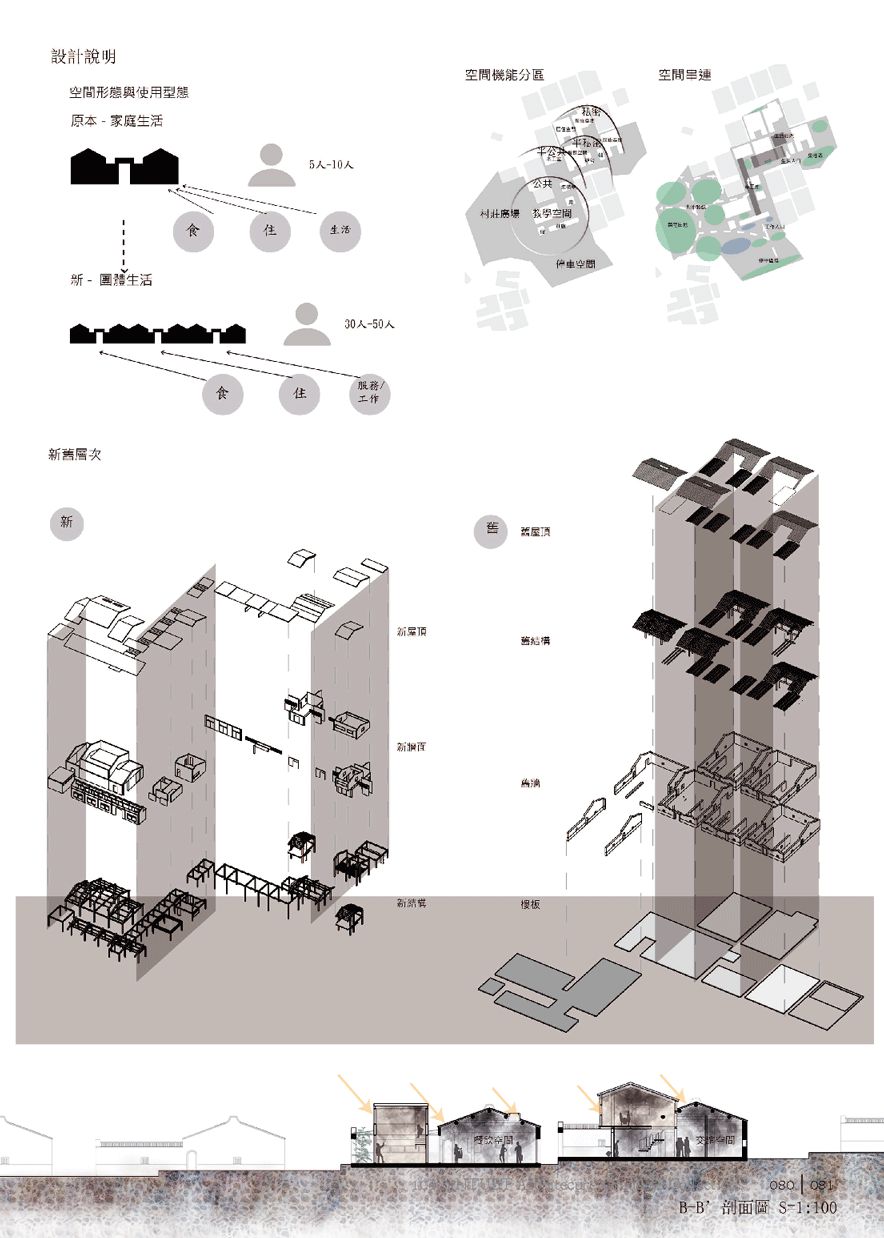 設計說明
空間形態與使用型態
原本 - 家庭生活
5人-10人
食
住
生活
新 - 團體生活
30人-50人
食
住
服務/
工作
空間機能分區
私密
半私密
半公共
公共
村莊廣場
教學空間
停車空間
空間串連
新舊層次
新
新屋頂
新牆面
新結構
舊
舊屋頂
舊結構
舊牆
樓板
餐飲空間
交誼空間
080 | 081
B-B’ 剖面圖 S-1:100